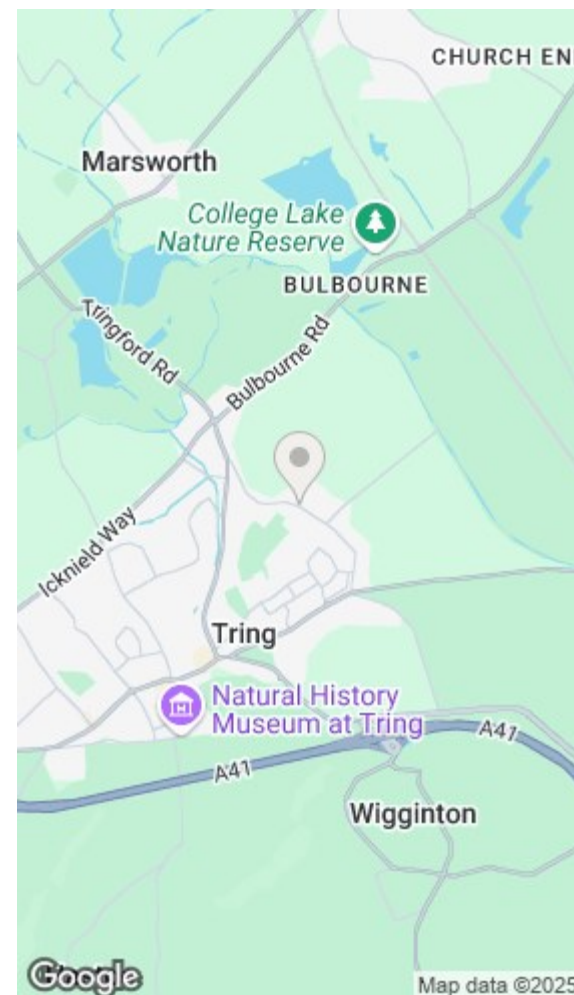 CHURCH EN
Marsworth
College Lake
Nature Reserve
BULBOURNE
Tringford Rd
Bulbourne Rd
Icknield Way
Tring
Natural History
Museum at Tring
A41
A41
Wigginton
Google
Map data ©2025